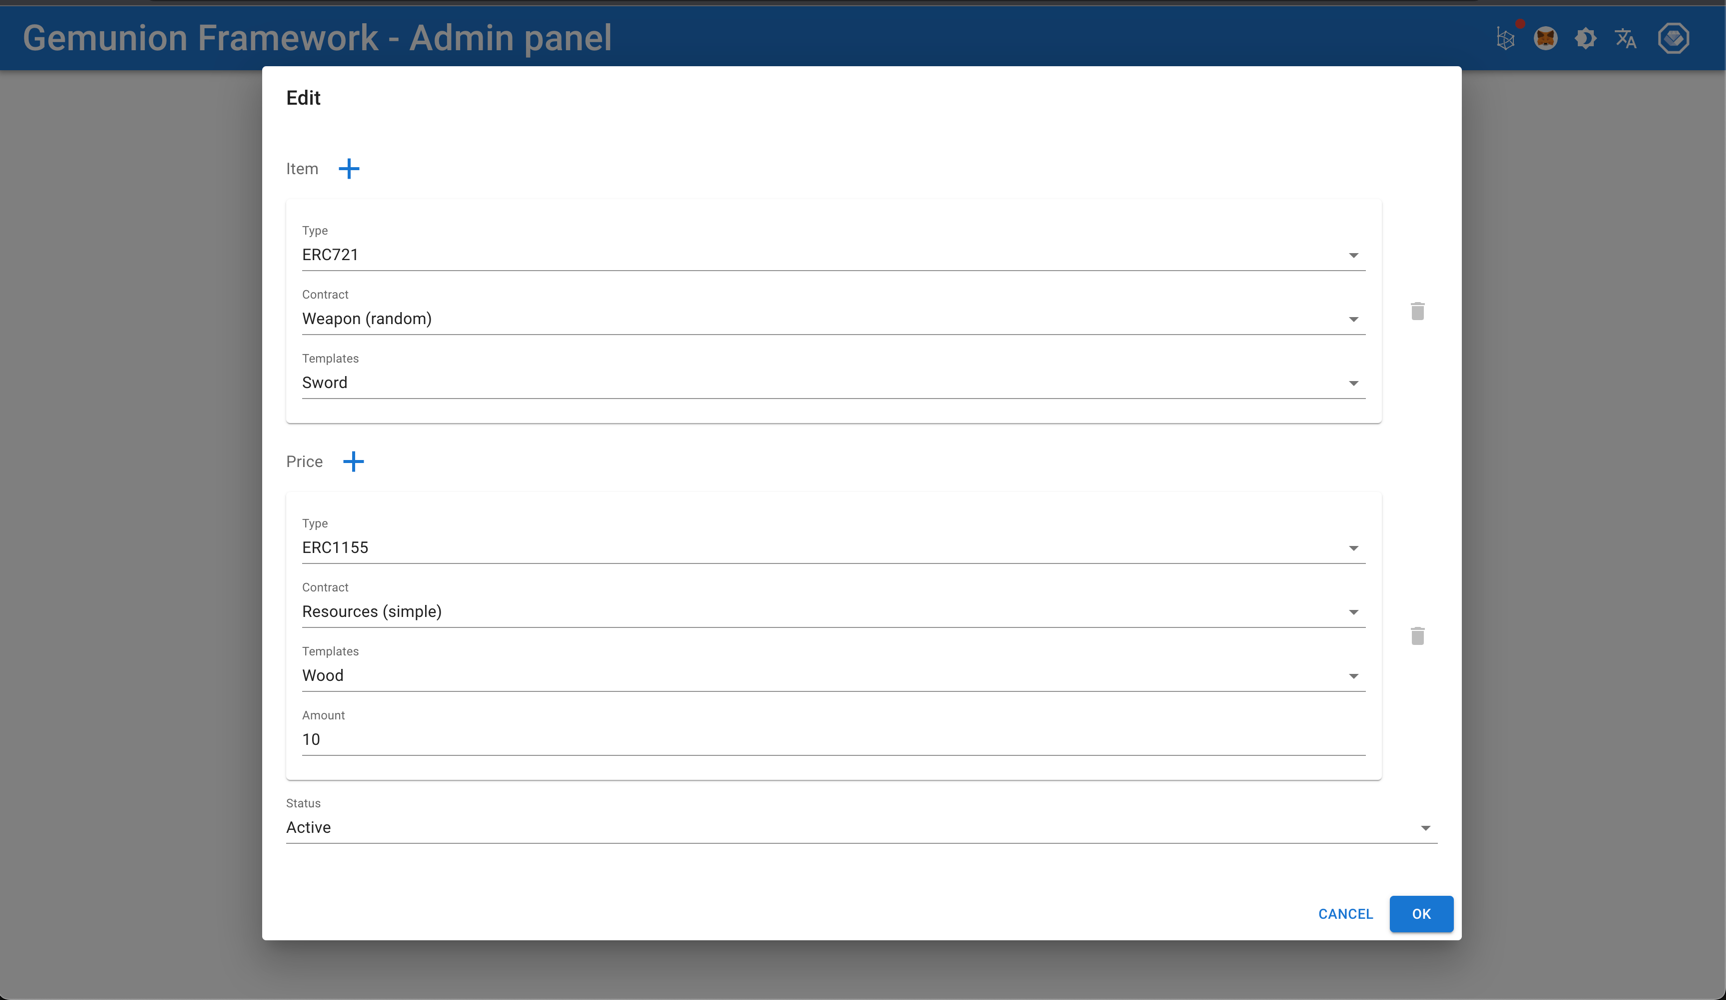 Gemunion Framework - Admin panel
Edit
Item
Type
ERC721
Contract
Weapon (random)
Templates
Sword
Price
Type
ERC1155
Contract
Resources (simple)
Templates
Wood
Amount
10
Status
Active
CANCEL
OK